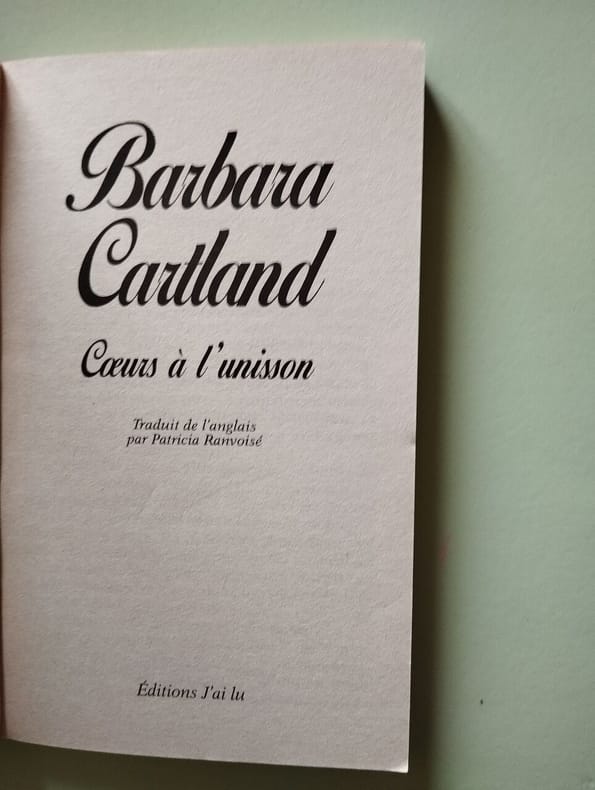 Barbara
Cartland
Cœurs à l'unisson
Traduit de l'anglais
par Patricia Ranvoisé
Éditions J'ai lu